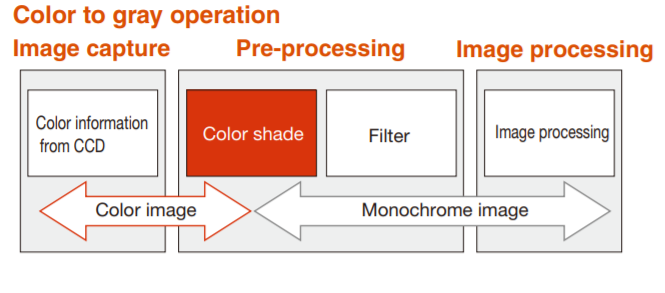 Color to gray operation
Image capture
Pre-processing
Image processing
Color information
from CCD
Color shade
Filter
Image processing
Color image
Monochrome image